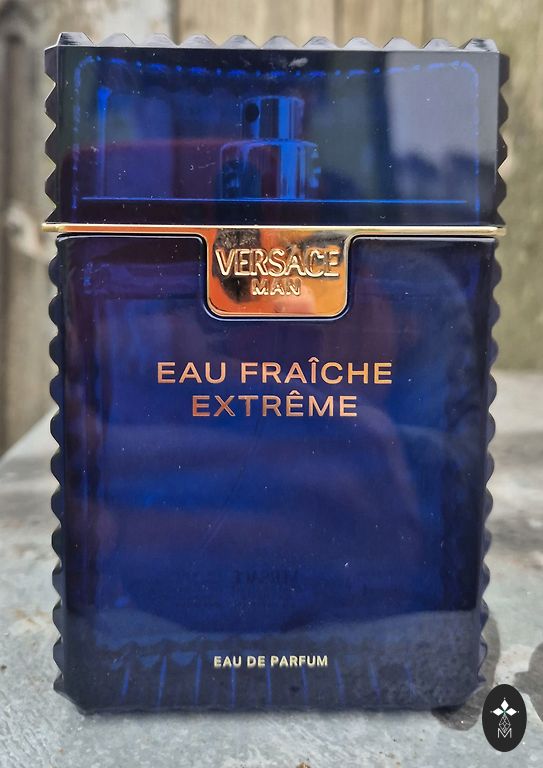 VERSACE
MAN
EAU FRAÎCHE
EXTRÊME
EAU DE PARFUM